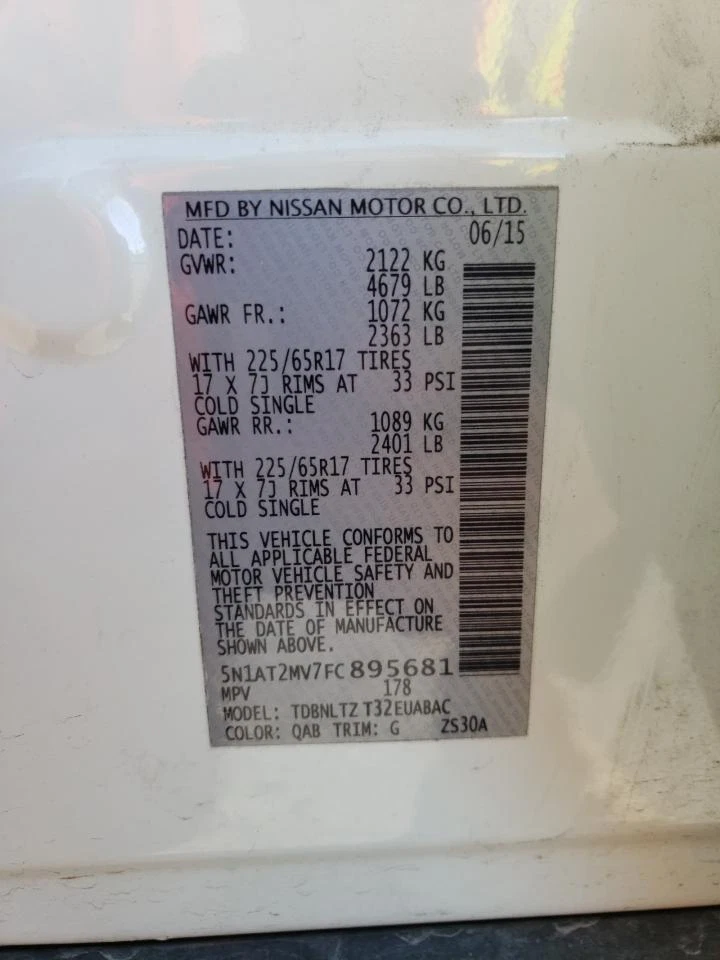 MFD BY NISSAN MOTOR CO., LTD.
DATE: 06/15
GVWR: 2122 KG
4679 LB
GAWR FR.: 1072 KG
2363 LB
WITH 225/65R17 TIRES
17 X 7J RIMS AT 33 PSI
COLD SINGLE
GAWR RR.: 1089 KG
2401 LB
WITH 225/65R17 TIRES
17 X 7J RIMS AT 33 PSI
COLD SINGLE
THIS VEHICLE CONFORMS TO
ALL APPLICABLE FEDERAL
MOTOR VEHICLE SAFETY AND
THEFT PREVENTION
STANDARDS IN EFFECT ON
THE DATE OF MANUFACTURE
SHOWN ABOVE.
5N1AT2MV7FC895681
MPV 178
MODEL: TDBNLTZ T32EUABAC
COLOR: QAB TRIM: G ZS30A